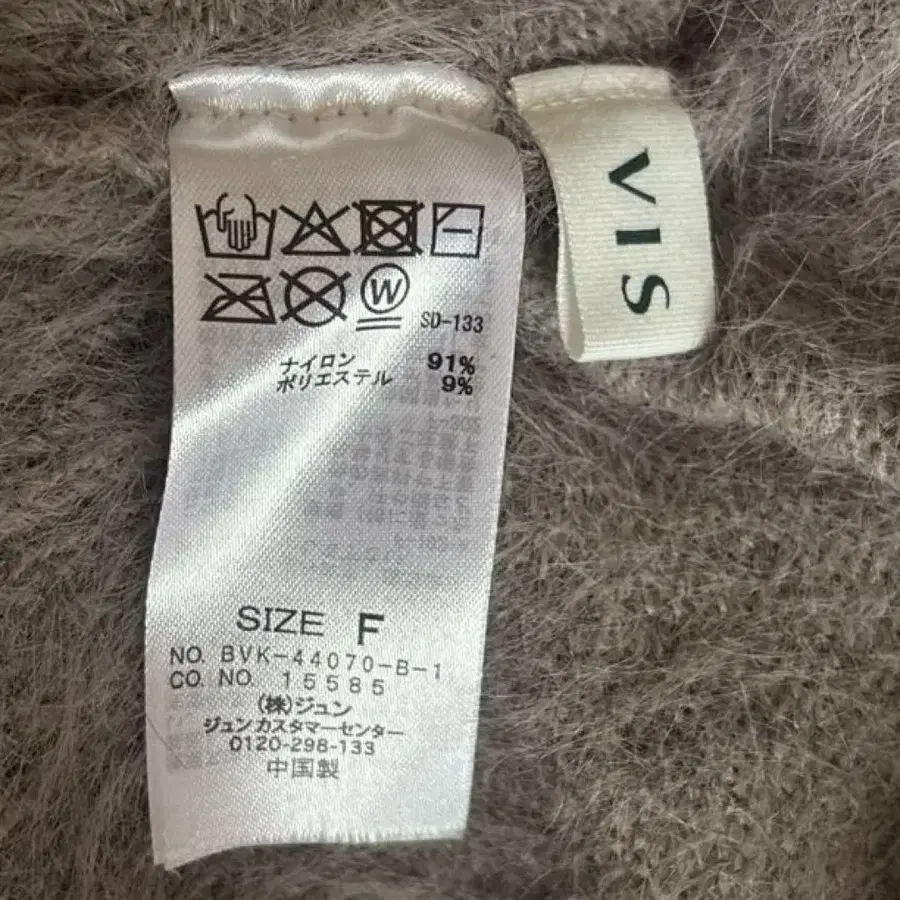 VIS
W
SD-133
ナイロン 91%
ポリエステル 9%
SIZE F
NO. BVK-44070-B-1
CO. NO. 15585
(株)ジュン
ジュンカスタマーセンター
0120-298-133
中国製